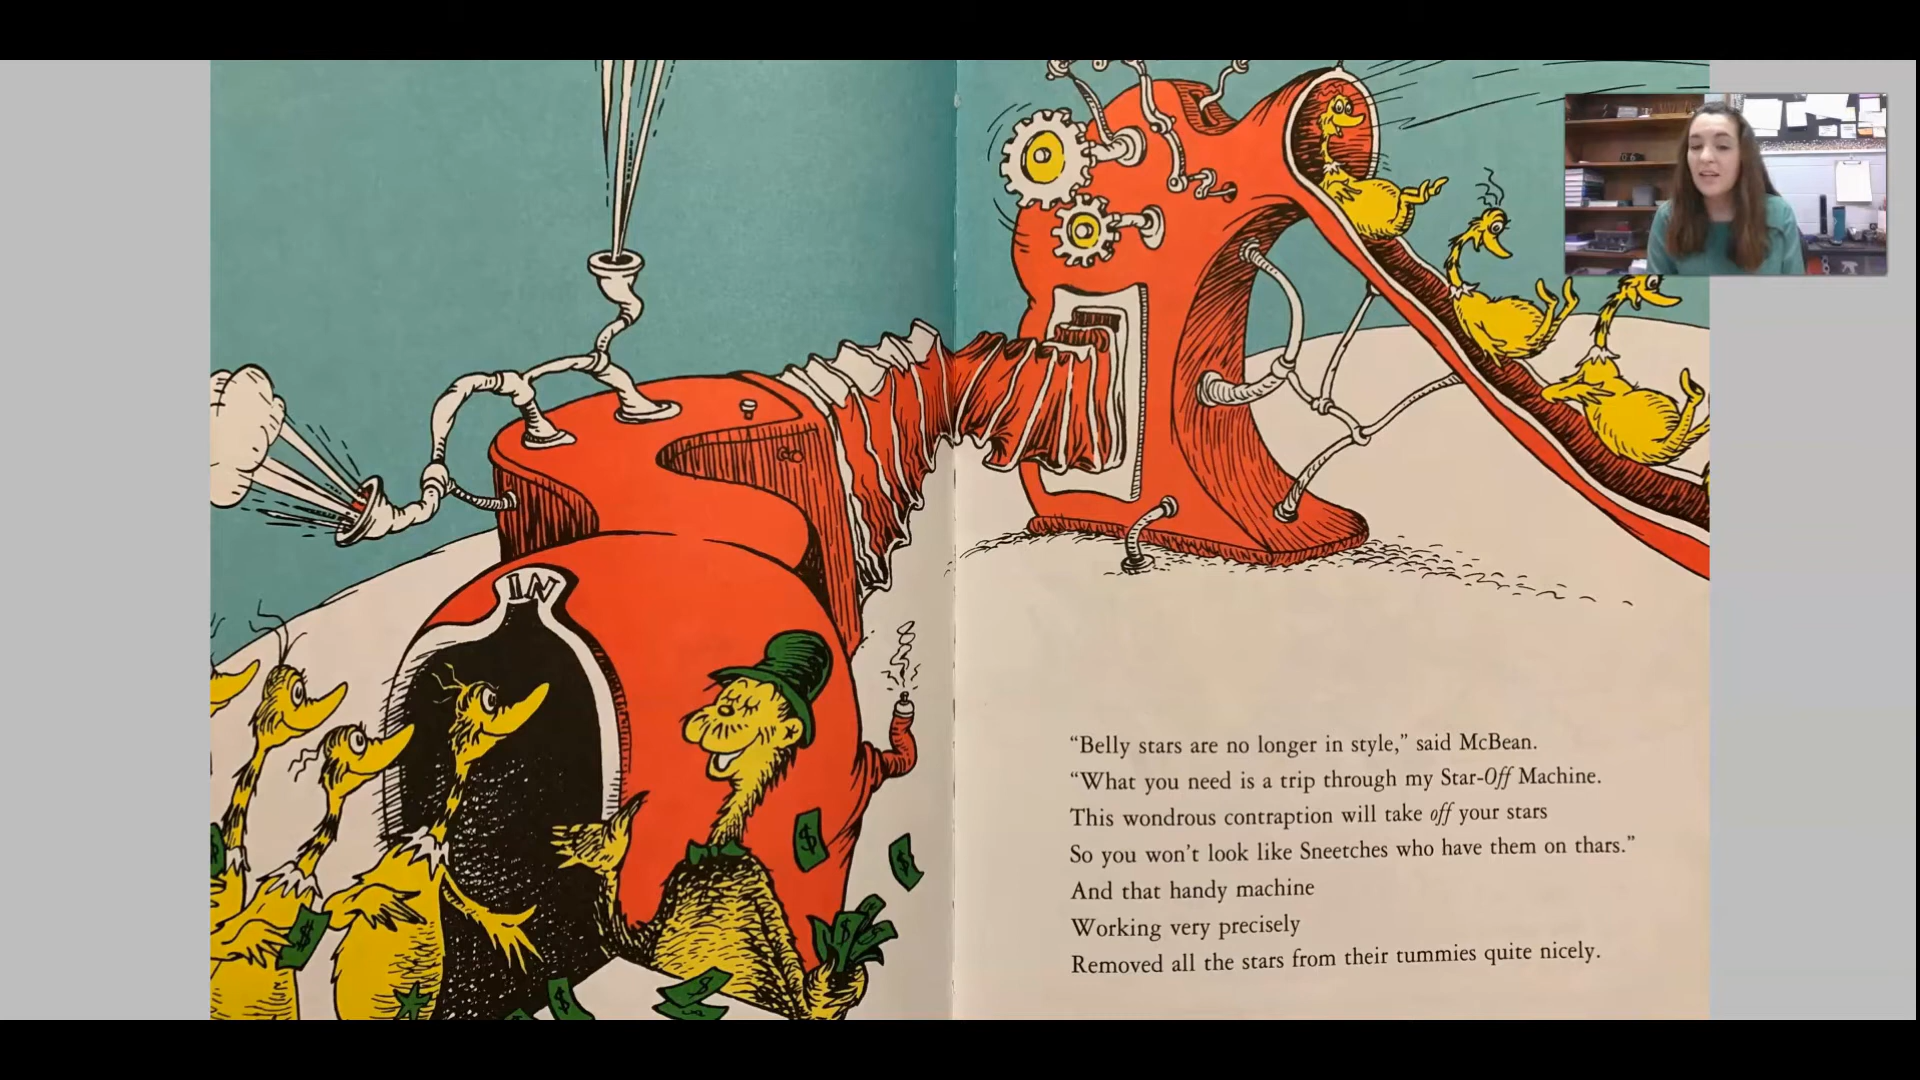 IN
“Belly stars are no longer in style,” said McBean.
“What you need is a trip through my Star-Off Machine.
This wondrous contraption will take off your stars
So you won’t look like Sneetches who have them on thars.”
And that handy machine
Working very precisely
Removed all the stars from their tummies quite nicely.